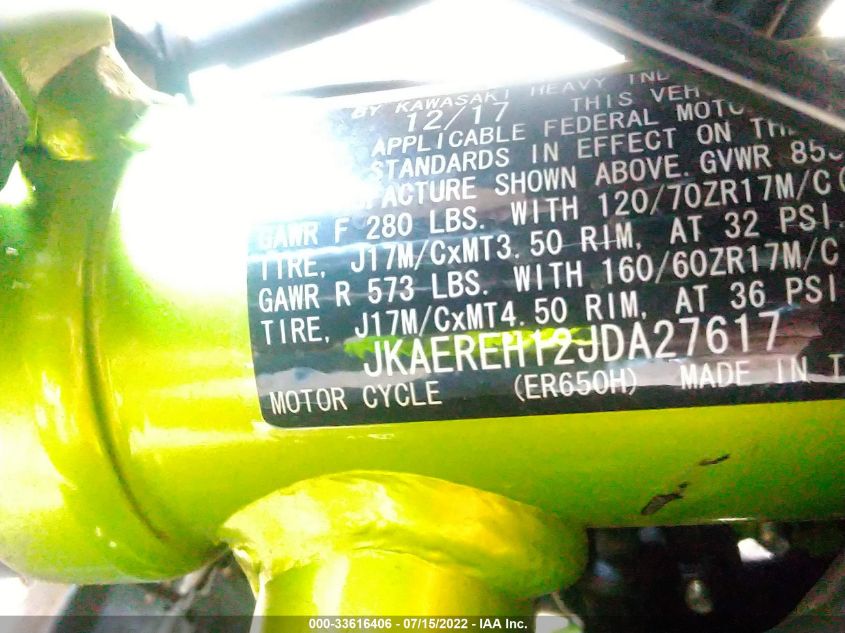 BY KAWASAKI HEAVY IND
12/17 THIS VEH
APPLICABLE FEDERAL MOTO
STANDARDS IN EFFECT ON TH
FACTURE SHOWN ABOVE. GVWR 85
GAWR F 280 LBS. WITH 120/70ZR17M/C (
TIRE, J17M/CxMT3.50 RIM, AT 32 PSI.
GAWR R 573 LBS. WITH 160/60ZR17M/C
TIRE, J17M/CxMT4.50 RIM, AT 36 PSI
JKAEREH12JDA27617
MOTOR CYCLE (ER650H) MADE IN T
000-33616406 - 07/15/2022 - IAA Inc.